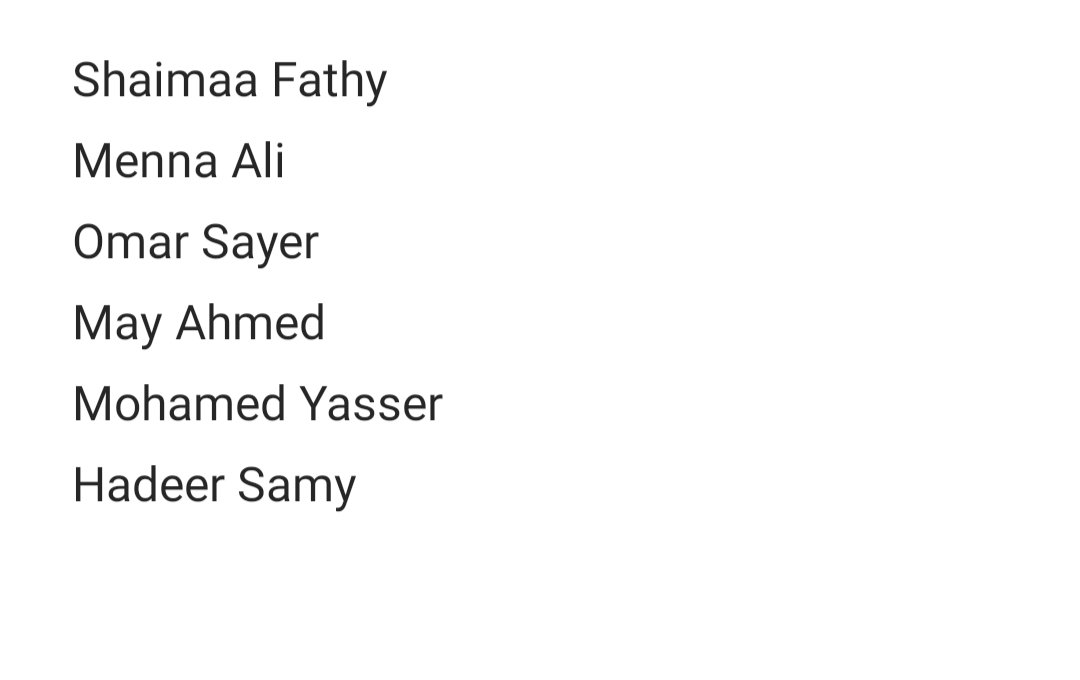 Shaimaa Fathy
Menna Ali
Omar Sayer
May Ahmed
Mohamed Yasser
Hadeer Samy